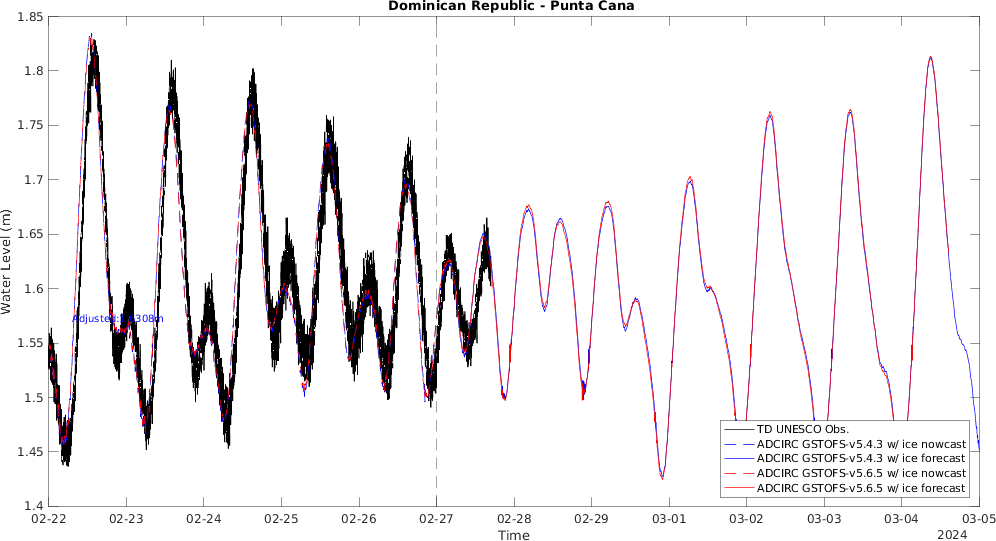 Dominican Republic - Punta Cana
Water Level (m)
1.85
1.8
1.75
1.7
1.65
1.6
1.55
1.5
1.45
1.4
TD UNESCO Obs.
ADCIRC GSTOFS-v5.4.3 w/ ice nowcast
ADCIRC GSTOFS-v5.4.3 w/ ice forecast
ADCIRC GSTOFS-v5.6.5 w/ ice nowcast
ADCIRC GSTOFS-v5.6.5 w/ ice forecast
02-22 02-23 02-24 02-25 02-26 02-27 02-28 02-29 03-01 03-02 03-03 03-04 03-05
Time
2024